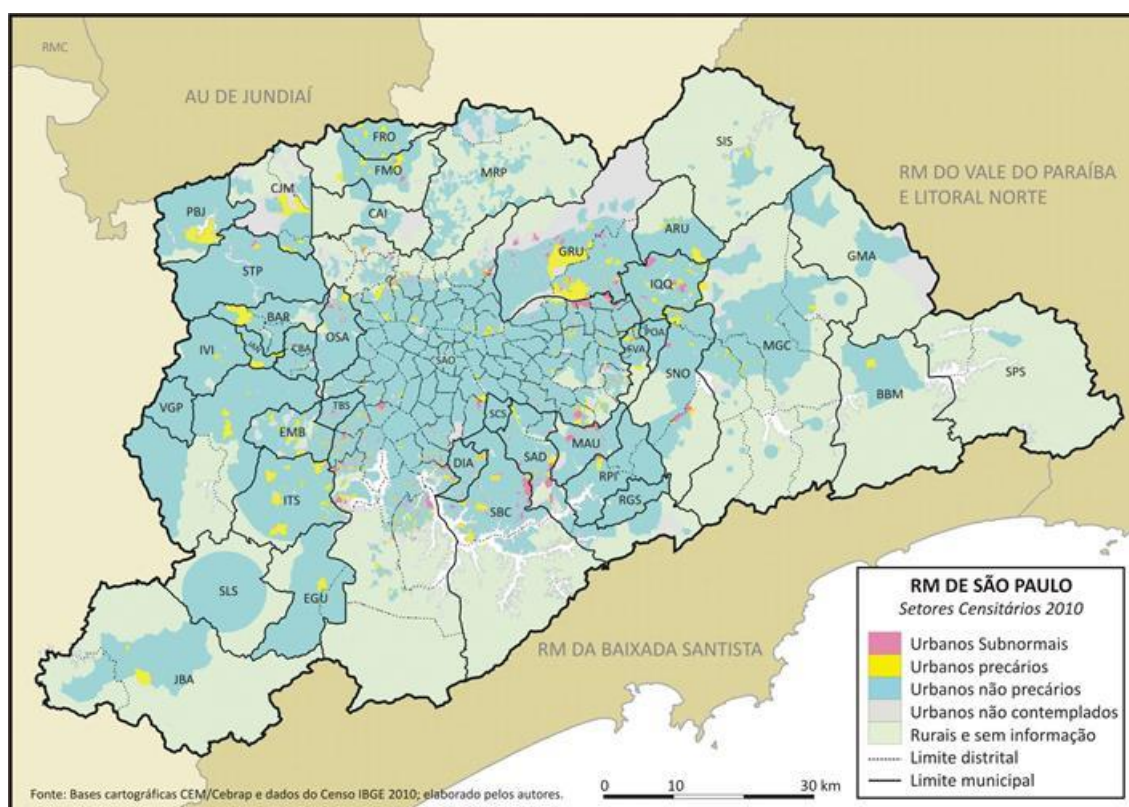 RMC
AU DE JUNDIAÍ
RM DO VALE DO PARAÍBA
E LITORAL NORTE
FRO
FMO
MRP
SIS
CJM
CAI
PBJ
ARU
GRU
GMA
STP
IQQ
BAR
OSA
POA
IVI
CBA
SÃO
FVA
MGC
SNO
BBM
SPS
VGP
TBS
SCS
EMB
MAU
DIA
SAD
RPI
ITS
SBC
RGS
SLS
EGU
JBA
RM DA BAIXADA SANTISTA
RM DE SÃO PAULO
Setores Censitários 2010
Urbanos Subnormais
Urbanos precários
Urbanos não precários
Urbanos não contemplados
Rurais e sem informação
Limite distrital
Limite municipal
0 10 20 30 km
Fonte: Bases cartográficas CEM/Cebrap e dados do Censo IBGE 2010; elaborado pelos autores.